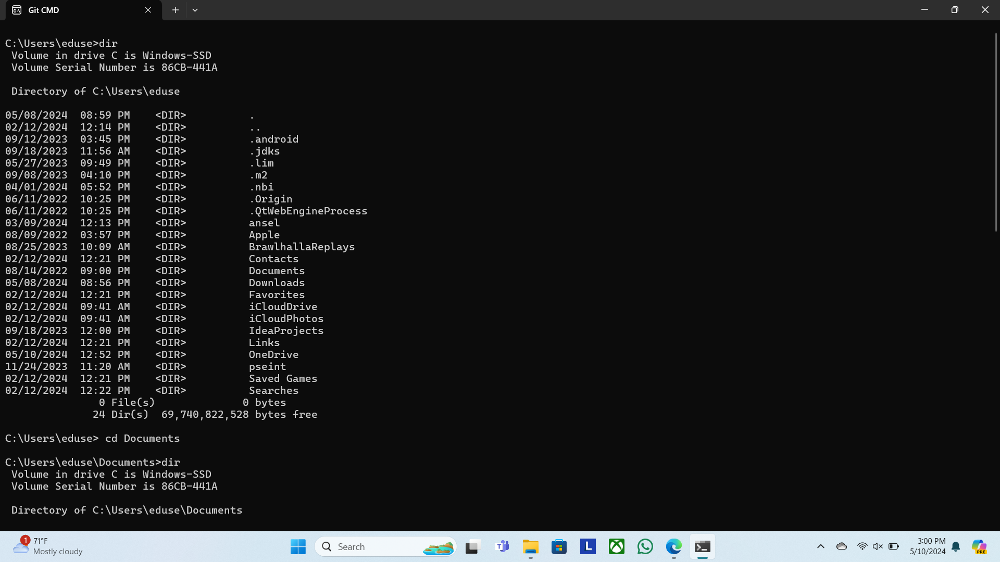 Git CMD
C:\Users\eduse>dir
 Volume in drive C is Windows-SSD
 Volume Serial Number is 86CB-441A
 Directory of C:\Users\eduse
05/08/2024  08:59 PM    <DIR>          .
02/12/2024  12:14 PM    <DIR>          ..
09/12/2023  03:45 PM    <DIR>          .android
09/18/2023  11:56 AM    <DIR>          .jdks
05/27/2023  09:49 PM    <DIR>          .lim
09/08/2023  04:10 PM    <DIR>          .m2
04/01/2024  05:52 PM    <DIR>          .nbi
06/11/2022  10:25 PM    <DIR>          .Origin
06/11/2022  10:25 PM    <DIR>          .QtWebEngineProcess
03/09/2024  12:13 PM    <DIR>          ansel
08/09/2022  03:57 PM    <DIR>          Apple
08/25/2023  10:09 AM    <DIR>          BrawlhallaReplays
02/12/2024  12:21 PM    <DIR>          Contacts
08/14/2022  09:00 PM    <DIR>          Documents
05/08/2024  08:56 PM    <DIR>          Downloads
02/12/2024  12:21 PM    <DIR>          Favorites
02/12/2024  09:41 AM    <DIR>          iCloudDrive
02/12/2024  09:41 AM    <DIR>          iCloudPhotos
09/18/2023  12:00 PM    <DIR>          IdeaProjects
02/12/2024  12:21 PM    <DIR>          Links
05/10/2024  12:52 PM    <DIR>          OneDrive
11/24/2023  11:20 AM    <DIR>          pseint
02/12/2024  12:21 PM    <DIR>          Saved Games
02/12/2024  12:22 PM    <DIR>          Searches
               0 File(s)              0 bytes
              24 Dir(s)  69,740,822,528 bytes free
C:\Users\eduse> cd Documents
C:\Users\eduse\Documents>dir
 Volume in drive C is Windows-SSD
 Volume Serial Number is 86CB-441A
 Directory of C:\Users\eduse\Documents
1
71°F
Mostly cloudy
Search
T
L
3:00 PM
5/10/2024
PRE